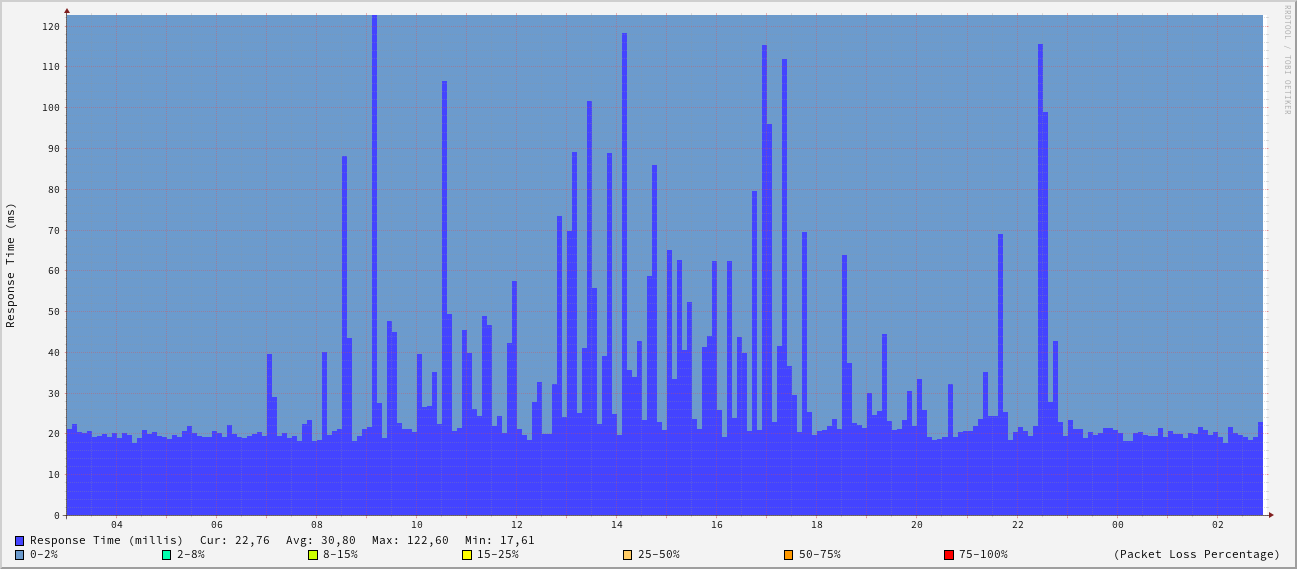 RRDTOOL / TOBI OETIKER
Response Time (ms)
120
110
100
90
80
70
60
50
40
30
20
10
0
04 06 08 10 12 14 16 18 20 22 00 02
Response Time (millis) Cur: 22,76 Avg: 30,80 Max: 122,60 Min: 17,61
0-2% 2-8% 8-15% 15-25% 25-50% 50-75% 75-100% (Packet Loss Percentage)